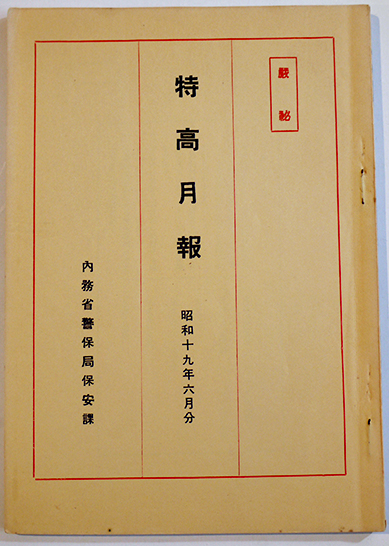 嚴祕
特高月報
昭和十九年六月分
內務省警保局保安課